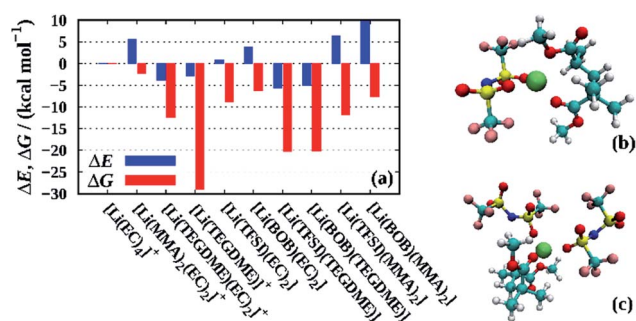 ΔE, ΔG / (kcal mol⁻¹)
10
5
0
−5
−10
−15
−20
−25
−30
ΔE
ΔG
(a)
[Li(EC)₄]⁺
[Li(MMA)₂(EC)₂]⁺
[Li(TEGDME)(EC)₂]⁺
[Li(TEGDME)]⁺
[Li(TFSI)(EC)₂]
[Li(BOB)(EC)₂]
[Li(TFSI)(TEGDME)]
[Li(BOB)(TEGDME)]
[Li(TFSI)(MMA)₂]
[Li(BOB)(MMA)₂]
(b)
(c)